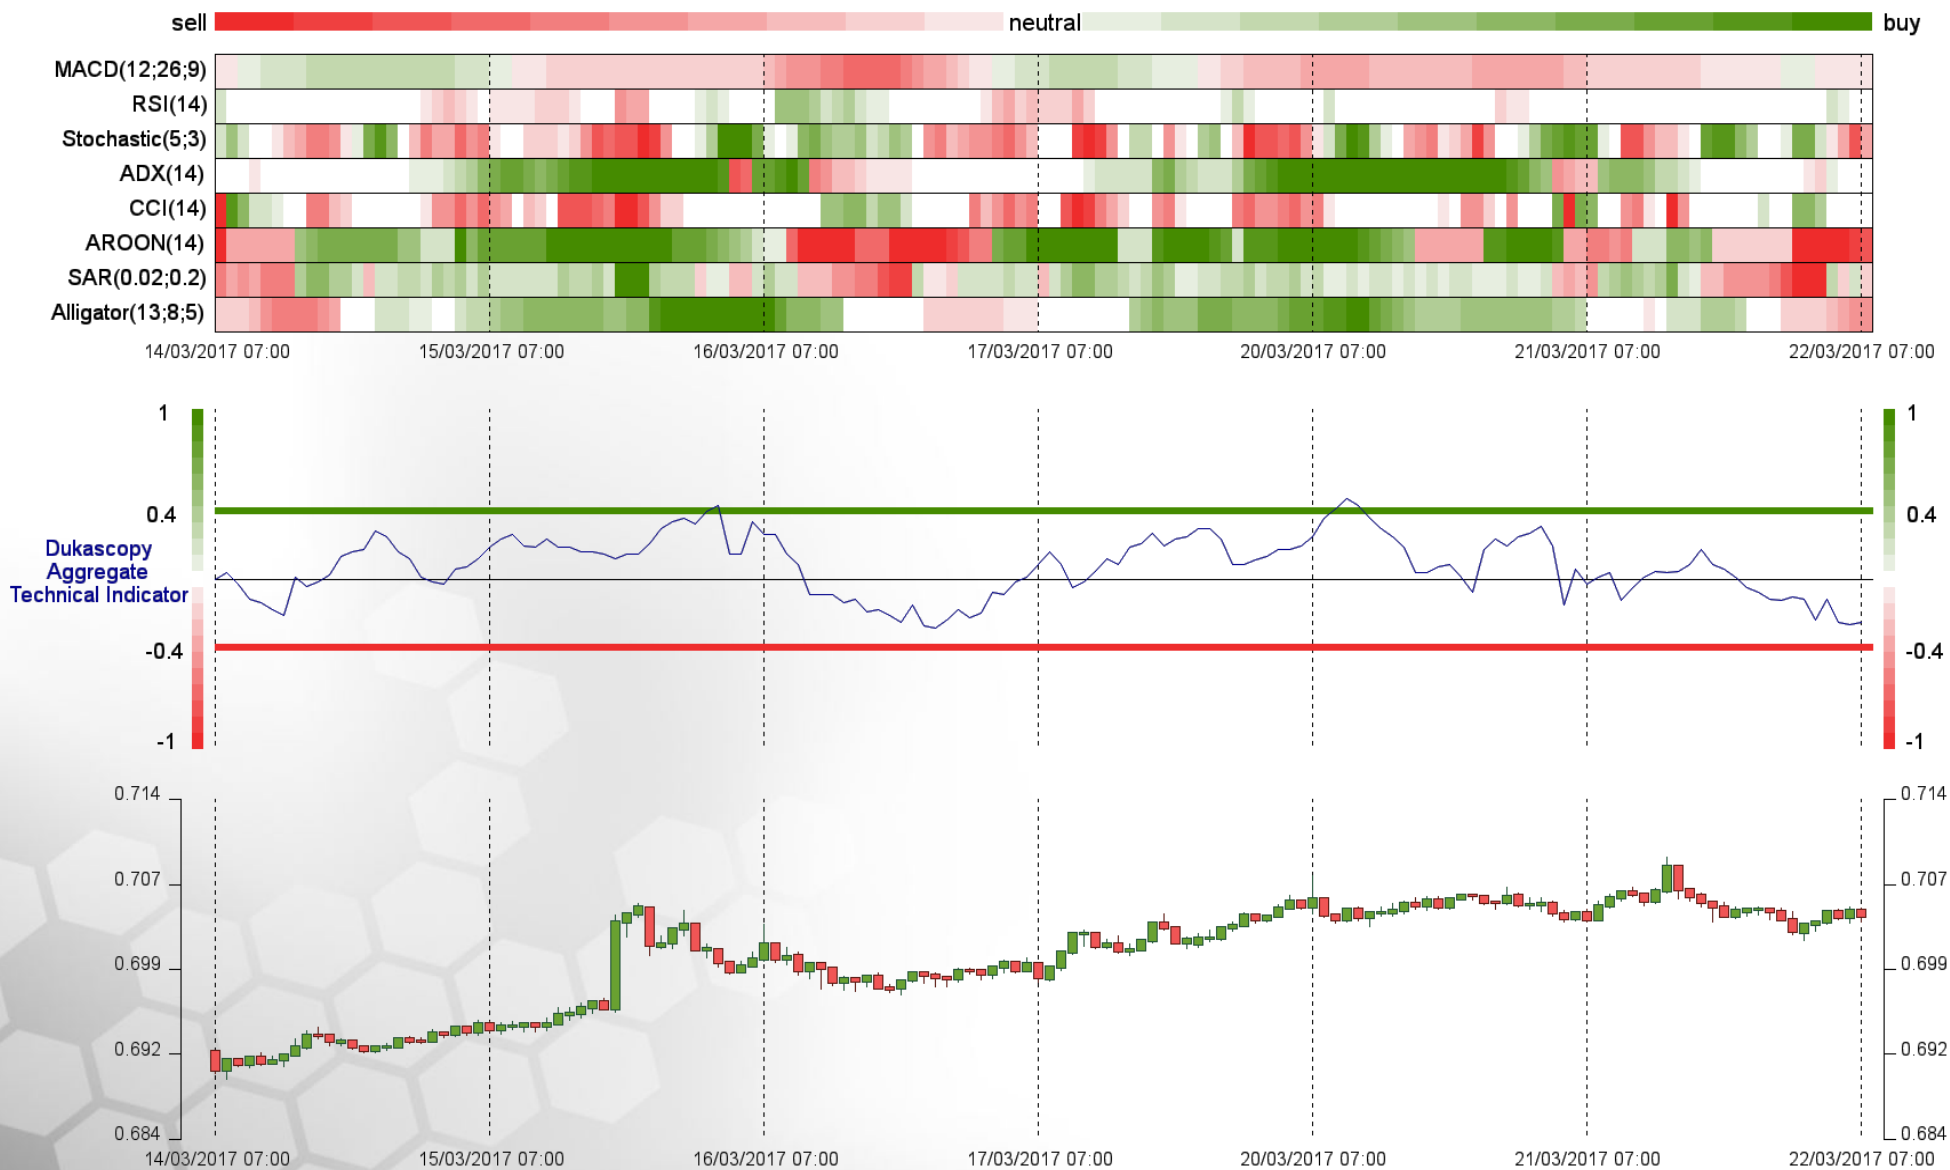 sell neutral buy
MACD(12;26;9)
RSI(14)
Stochastic(5;3)
ADX(14)
CCI(14)
AROON(14)
SAR(0.02;0.2)
Alligator(13;8;5)
14/03/2017 07:00 15/03/2017 07:00 16/03/2017 07:00 17/03/2017 07:00 20/03/2017 07:00 21/03/2017 07:00 22/03/2017 07:00
1 1
0.4 0.4
Dukascopy
Aggregate
Technical Indicator
-0.4 -0.4
-1 -1
0.714 0.714
0.707 0.707
0.699 0.699
0.692 0.692
0.684 0.684
14/03/2017 07:00 15/03/2017 07:00 16/03/2017 07:00 17/03/2017 07:00 20/03/2017 07:00 21/03/2017 07:00 22/03/2017 07:00